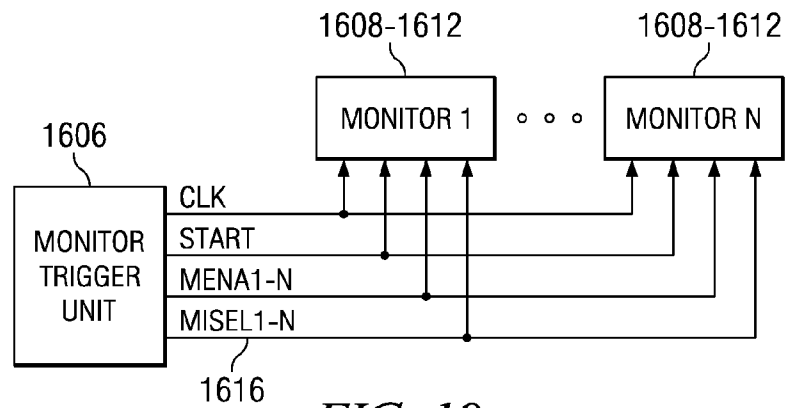 1608-1612
1608-1612
MONITOR 1
MONITOR N
1606
MONITOR
TRIGGER
UNIT
CLK
START
MENA1-N
MISEL1-N
1616